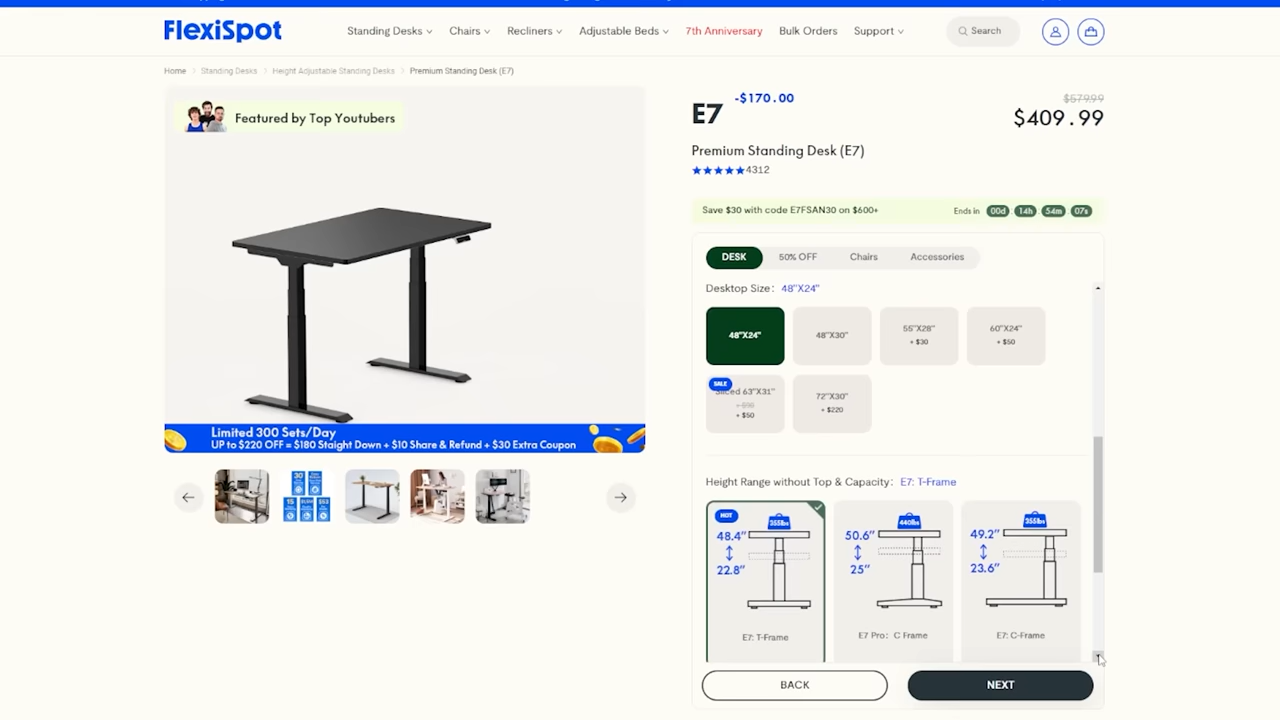 FlexiSpot
Standing Desks
Chairs
Recliners
Adjustable Beds
7th Anniversary
Bulk Orders
Support
Search
Home
Standing Desks
Height Adjustable Standing Desks
Premium Standing Desk (E7)
Featured by Top Youtubers
Limited 300 Sets/Day
UP to $220 OFF = $180 Staight Down + $10 Share & Refund + $30 Extra Coupon
E7
-$170.00
$579.99
$409.99
Premium Standing Desk (E7)
★★★★★4312
Save $30 with code E7FSAN30 on $600+
Ends in 00d 14h 54m 07s
DESK
50% OFF
Chairs
Accessories
Desktop Size: 48"X24"
48"X24"
48"X30"
55"X28"
+ $30
60"X24"
+ $50
SALE
63"X31"
+ $50
72"X30"
+ $220
Height Range without Top & Capacity: E7: T-Frame
HOT
355lbs
48.4"
22.8"
E7: T-Frame
440lbs
50.6"
25"
E7 Pro: C Frame
355lbs
49.2"
23.6"
E7: C-Frame
BACK
NEXT